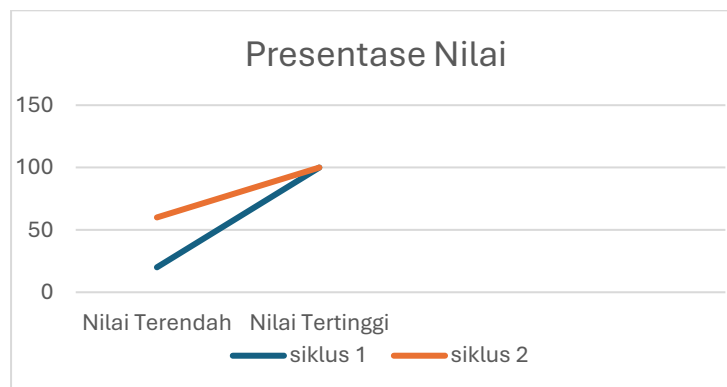 Presentase Nilai
150
100
50
0
Nilai Terendah Nilai Tertinggi
siklus 1 siklus 2